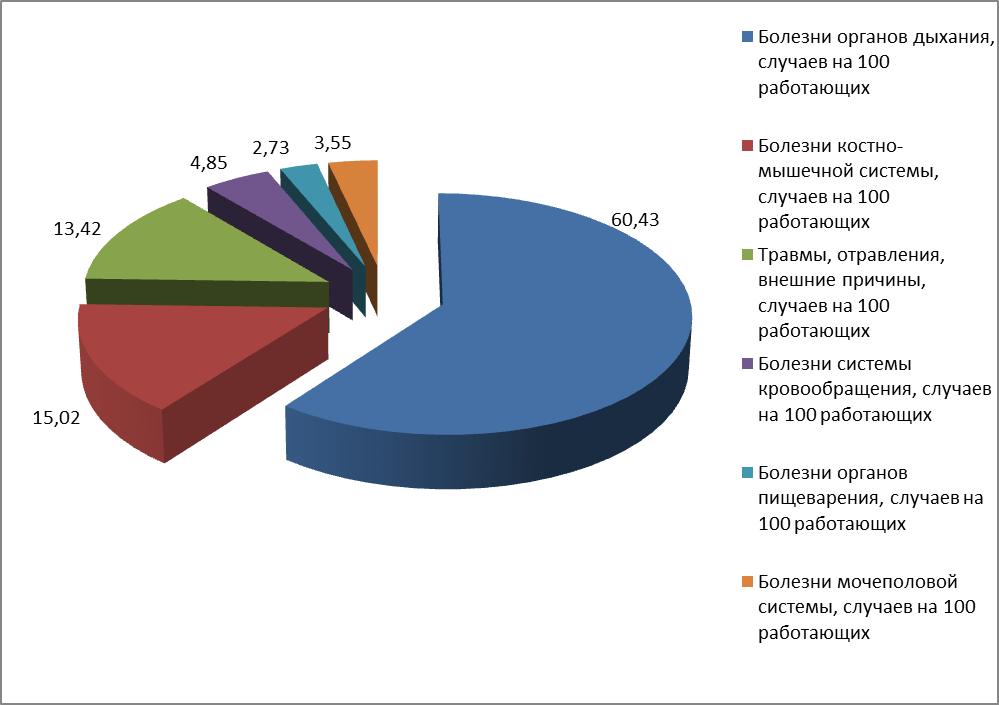 Болезни органов дыхания,
случаев на 100
работающих
Болезни костно-
мышечной системы,
случаев на 100
работающих
Травмы, отравления,
внешние причины,
случаев на 100
работающих
Болезни системы
кровообращения, случаев
на 100 работающих
Болезни органов
пищеварения, случаев на
100 работающих
Болезни мочеполовой
системы, случаев на 100
работающих
60,43
15,02
13,42
4,85
2,73
3,55